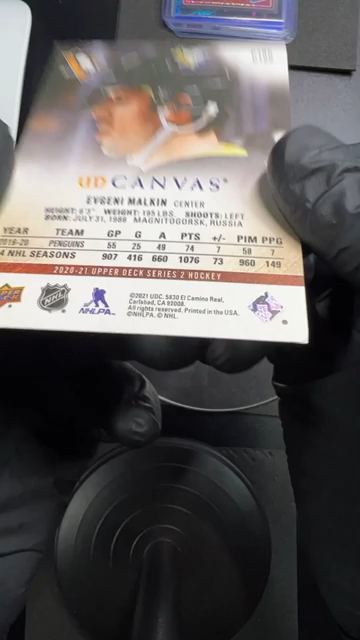 UD CANVAS
EVGENI MALKIN CENTER
HEIGHT: 6'3" WEIGHT: 195 LBS. SHOOTS: LEFT
BORN: JULY 31, 1986 MAGNITOGORSK, RUSSIA
YEAR TEAM GP G A PTS +/- PIM PPG
2019-20 PENGUINS 55 25 49 74 7 58 7
4 NHL SEASONS 907 416 660 1076 73 960 149
2020-21 UPPER DECK SERIES 2 HOCKEY
NHL
NHLPA
©2021 UDC. 5830 El Camino Real,
Carlsbad, CA 92008.
All rights reserved. Printed in the USA.
©NHLPA. © NHL.